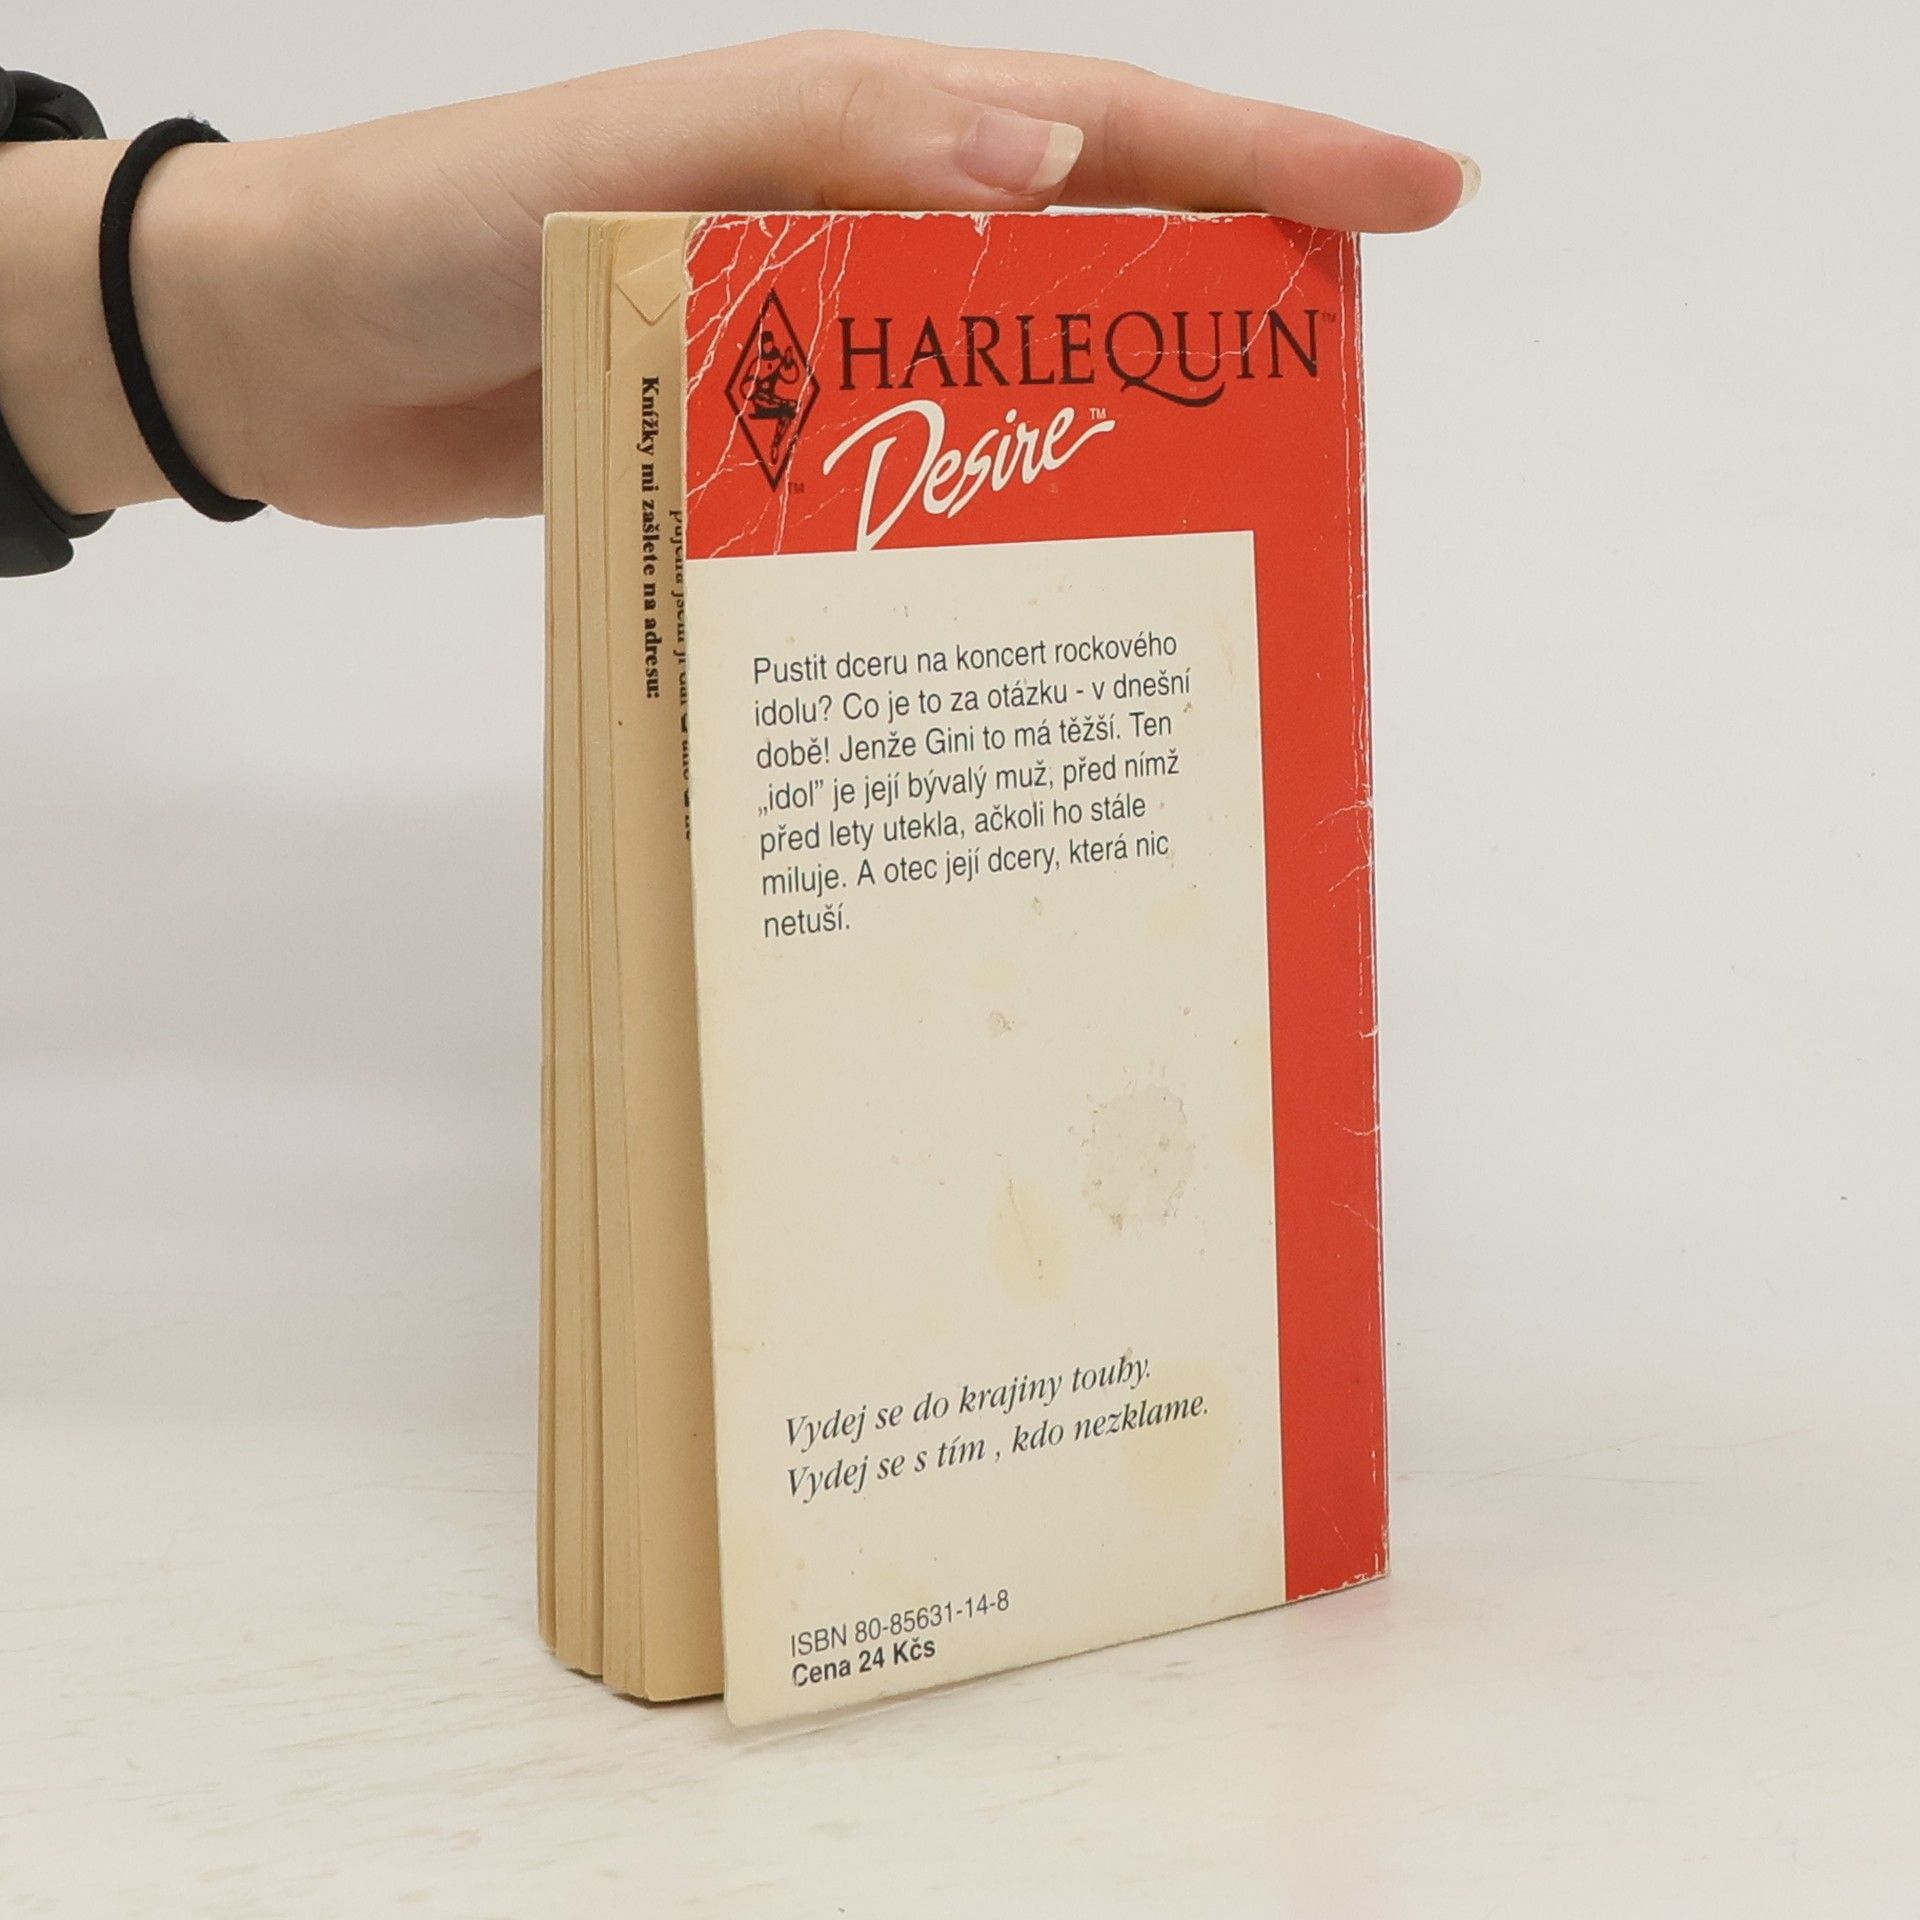 HARLEQUIN™
Desire™
TM
Pustit dceru na koncert rockového
idolu? Co je to za otázku - v dnešní
době! Jenže Gini to má těžší. Ten
„idol” je její bývalý muž, před nímž
před lety utekla, ačkoli ho stále
miluje. A otec její dcery, která nic
netuší.
Vydej se do krajiny touhy.
Vydej se s tím , kdo nezklame.
ISBN 80-85631-14-8
Cena 24 Kčs
Knížky mi zašlete na adresu: